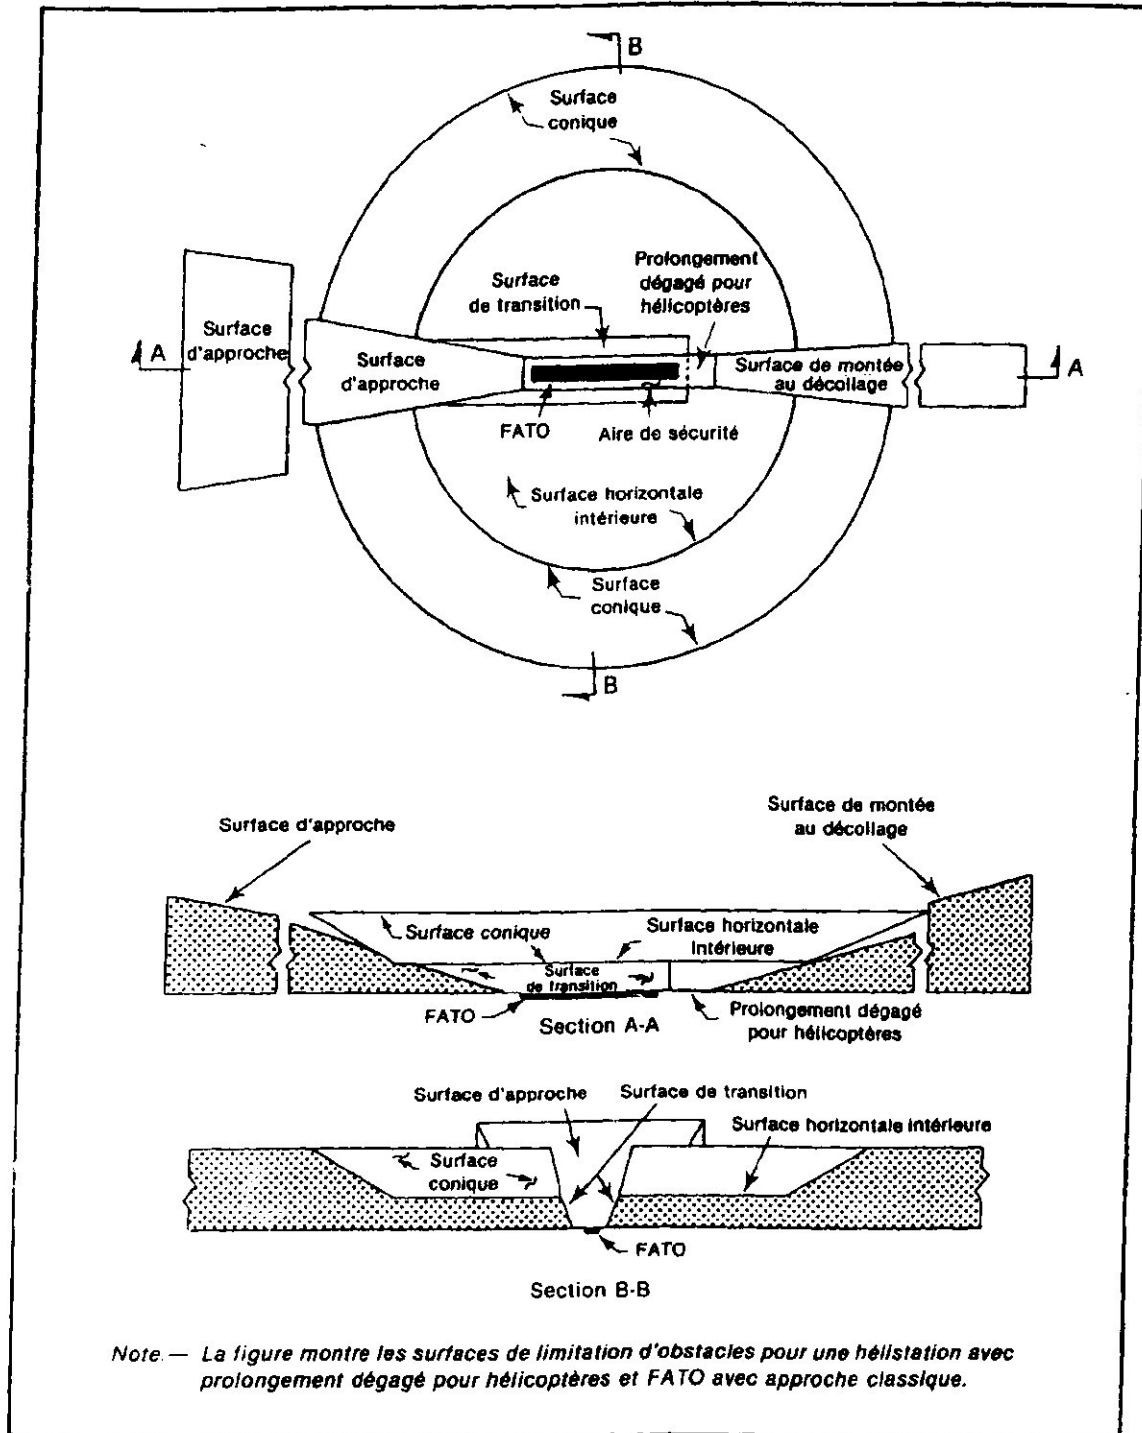 B
Surface
conique
Prolongement
dégagé pour
hélicoptères
Surface
de transition
A
Surface
d'approche
Surface
d'approche
Surface de montée
au décollage
A
FATO
Aire de sécurité
Surface horizontale
intérieure
Surface
conique
B
Surface de montée
au décollage
Surface d'approche
Surface conique
Surface horizontale
intérieure
Surface
de transition
FATO
Section A-A
Prolongement dégagé
pour hélicoptères
Surface d'approche
Surface de transition
Surface horizontale intérieure
Surface
conique
FATO
Section B-B
Note.— La figure montre les surfaces de limitation d'obstacles pour une hélistation avec
prolongement dégagé pour hélicoptères et FATO avec approche classique.